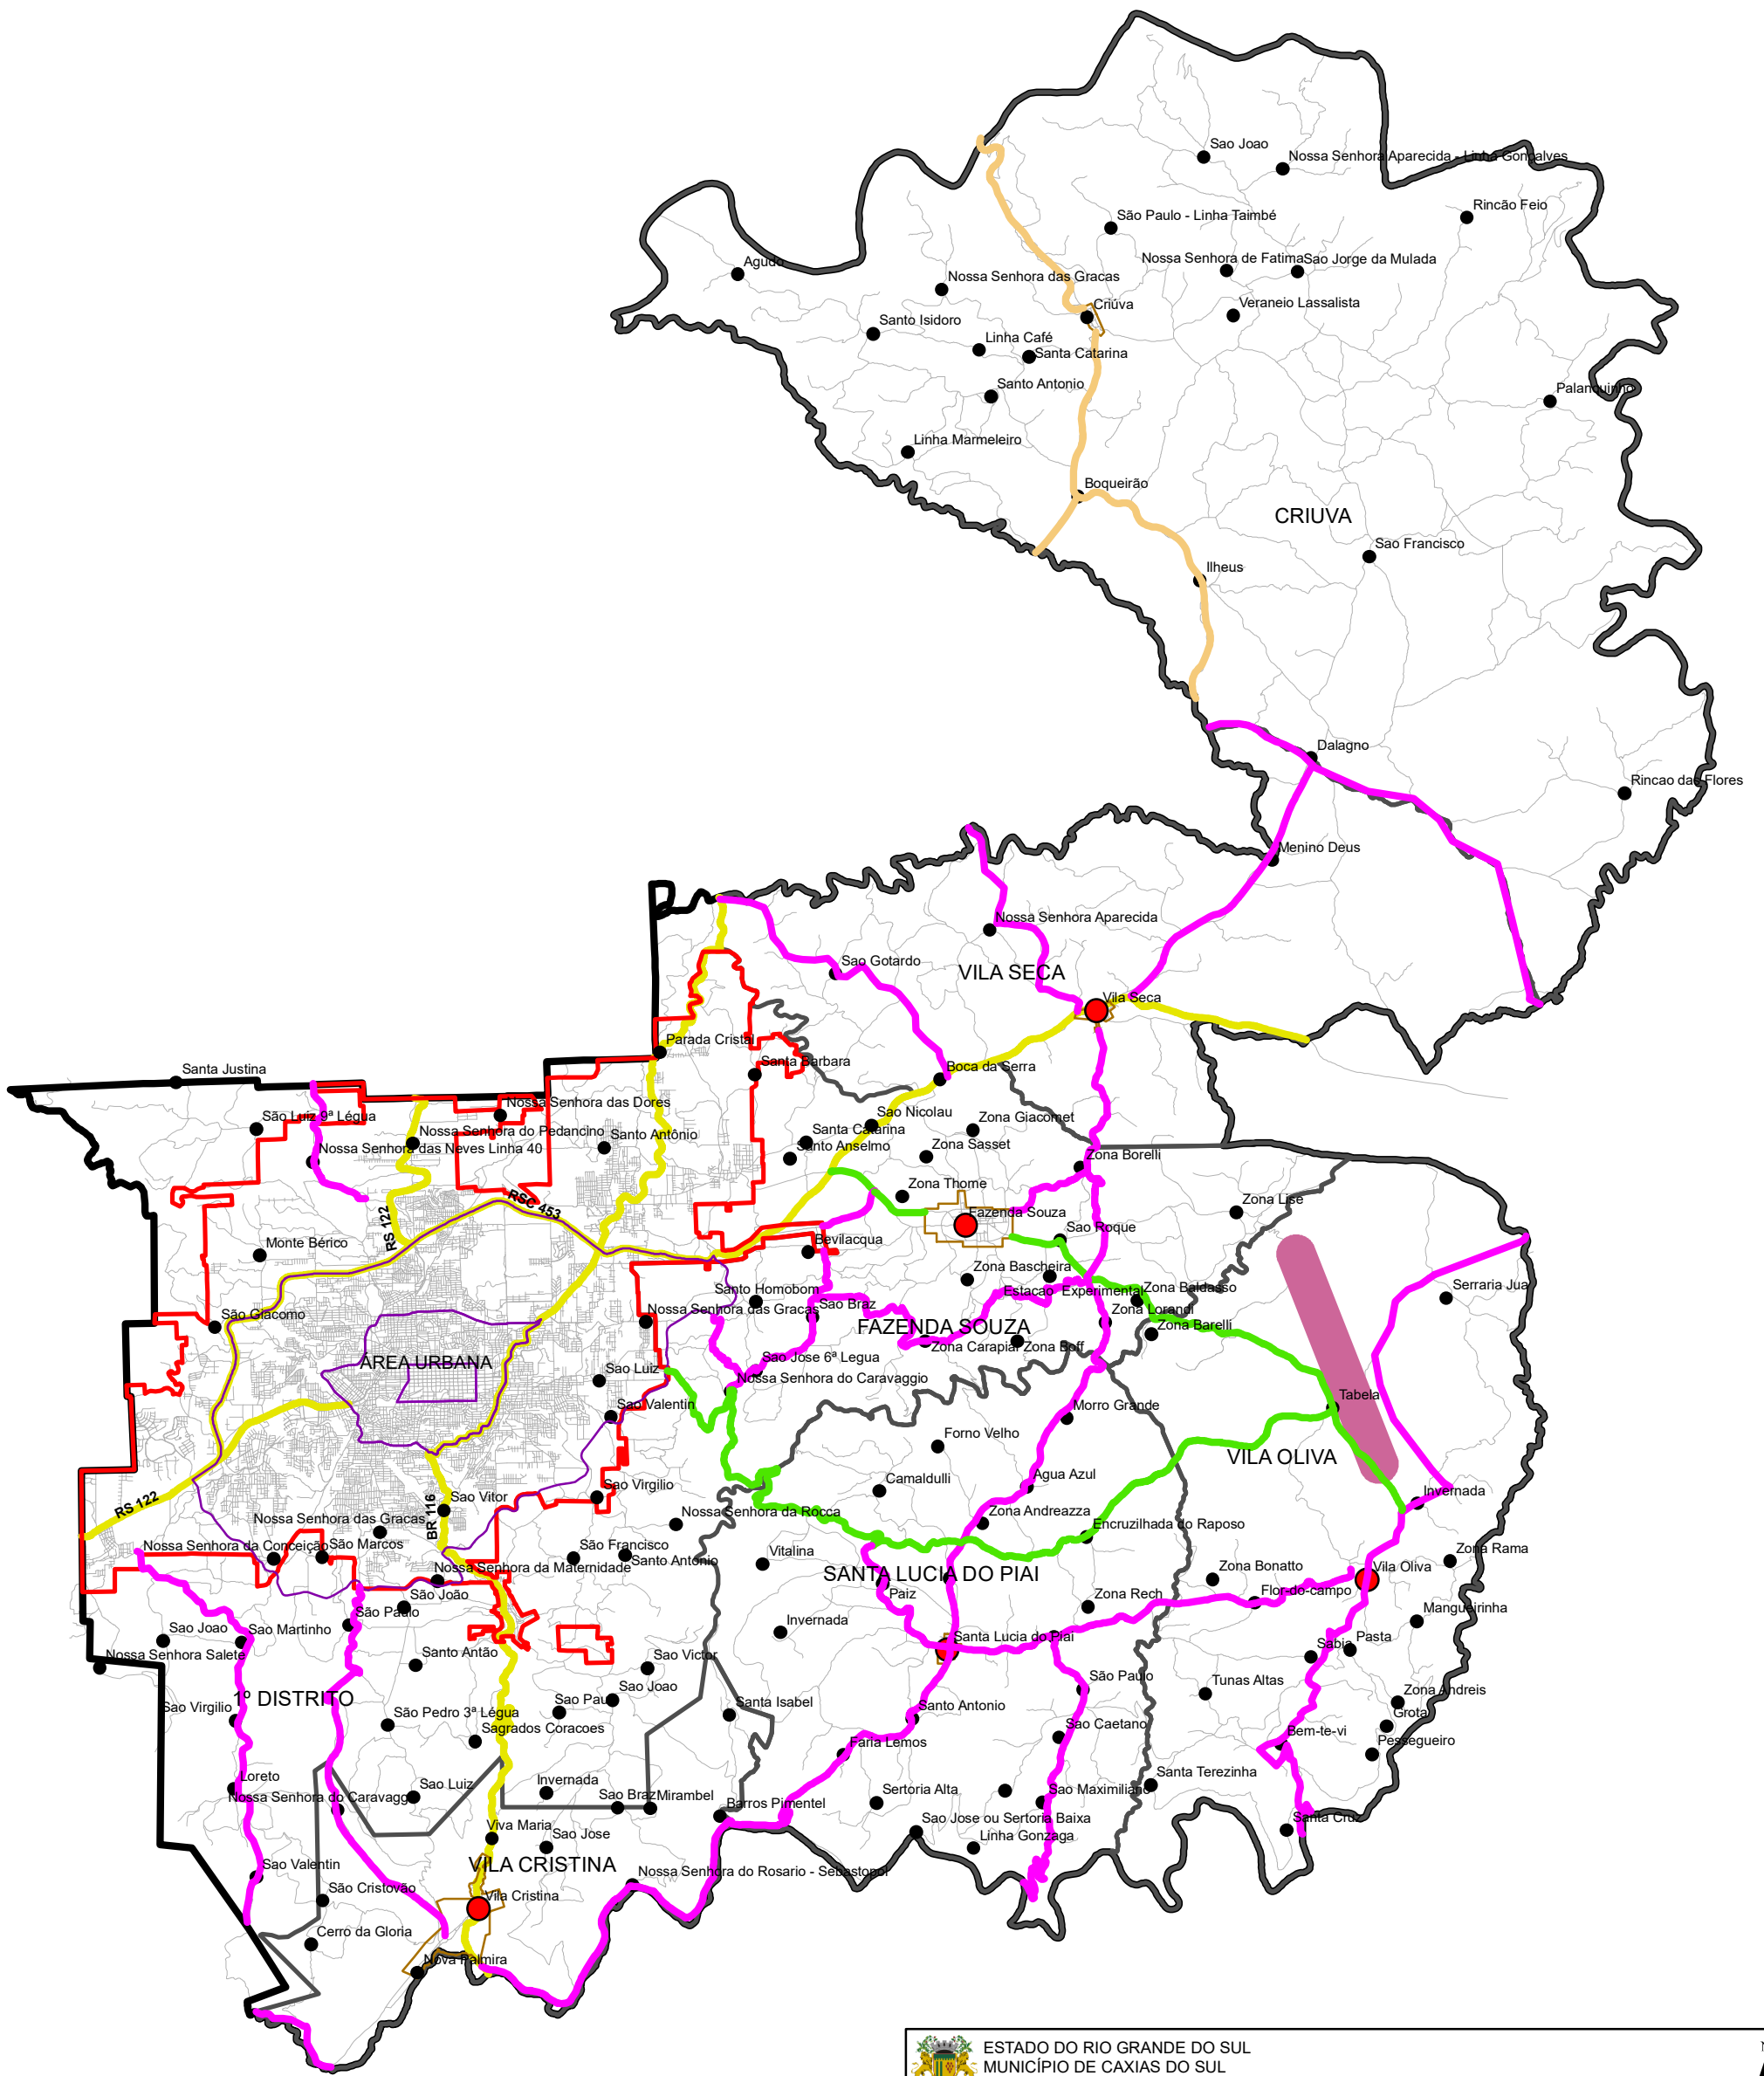 Sao Joao
Nossa Senhora Aparecida - Linha Gonçalves
Rincão Feio
São Paulo - Linha Taimbé
Nossa Senhora de Fatima
Sao Jorge da Mulada
Agudo
Nossa Senhora das Gracas
Criúva
Veraneio Lassalista
Santo Isidoro
Linha Café
Santa Catarina
Santo Antonio
Palanquinho
Linha Marmeleiro
Boqueirão
CRIUVA
Sao Francisco
Ilheus
Dalagno
Rincao das Flores
Menino Deus
Nossa Senhora Aparecida
Sao Gotardo
VILA SECA
Vila Seca
Parada Cristal
Santa Barbara
Boca da Serra
Santa Justina
São Luiz 9ª Légua
Nossa Senhora das Dores
Nossa Senhora do Pedancino
Santo Antônio
Nossa Senhora das Neves Linha 40
Sao Nicolau
Zona Giacomet
Santa Catarina
Santo Anselmo
Zona Sasset
Zona Borelli
Zona Thome
Zona Lise
RSC 453
RS 122
Fazenda Souza
Sao Roque
Monte Bérico
Bevilacqua
Zona Bascheira
Estacao Experimental
Zona Baldasso
Serraria Jua
Santo Homobom
Nossa Senhora das Graças
Sao Braz
Zona Lorandi
São Giacomo
FAZENDA SOUZA
Zona Barelli
Zona Carapiai
Zona Boff
ÁREA URBANA
Sao Jose 6ª Legua
Sao Luiz
Nossa Senhora do Caravaggio
Tabela
Sao Valentin
Morro Grande
Forno Velho
VILA OLIVA
Camaldulli
Agua Azul
Sao Virgilio
Invernada
RS 122
Sao Vitor
BR 116
Nossa Senhora das Graças
Nossa Senhora da Rocca
Zona Andreazza
Encruzilhada do Raposo
Nossa Senhora da Conceição
São Marcos
São Francisco
Santo Antonio
Vitalina
Zona Rama
Nossa Senhora da Maternidade
SANTA LUCIA DO PIAI
Zona Bonatto
Vila Oliva
São João
Paiz
Zona Rech
Flor-do-campo
São Paulo
Mangueirinha
Sao Joao
Sao Martinho
Invernada
Santa Lucia do Piai
Sabia
Pasta
Nossa Senhora Salete
Santo Antão
Sao Victor
São Paulo
Tunas Altas
1º DISTRITO
Sao Virgilio
Sao Paul
Sao Joao
Santa Isabel
Santo Antonio
Zona Andreis
Grota
São Pedro 3ª Légua
Sagrados Coracoes
Sao Caetano
Bem-te-vi
Pessegueiro
Faria Lemos
Loreto
Sao Luiz
Invernada
Santa Terezinha
Nossa Senhora do Caravagg
Sao Braz
Mirambel
Barros Pimentel
Sertoria Alta
Sao Maximiliano
Santa Cruz
Viva Maria
Sao Jose
Sao Jose ou Sertoria Baixa
Linha Gonzaga
Sao Valentin
VILA CRISTINA
Nossa Senhora do Rosario - Sebastopol
São Cristovão
Vila Cristina
Cerro da Gloria
Nova Palmira
ESTADO DO RIO GRANDE DO SUL
MUNICÍPIO DE CAXIAS DO SUL